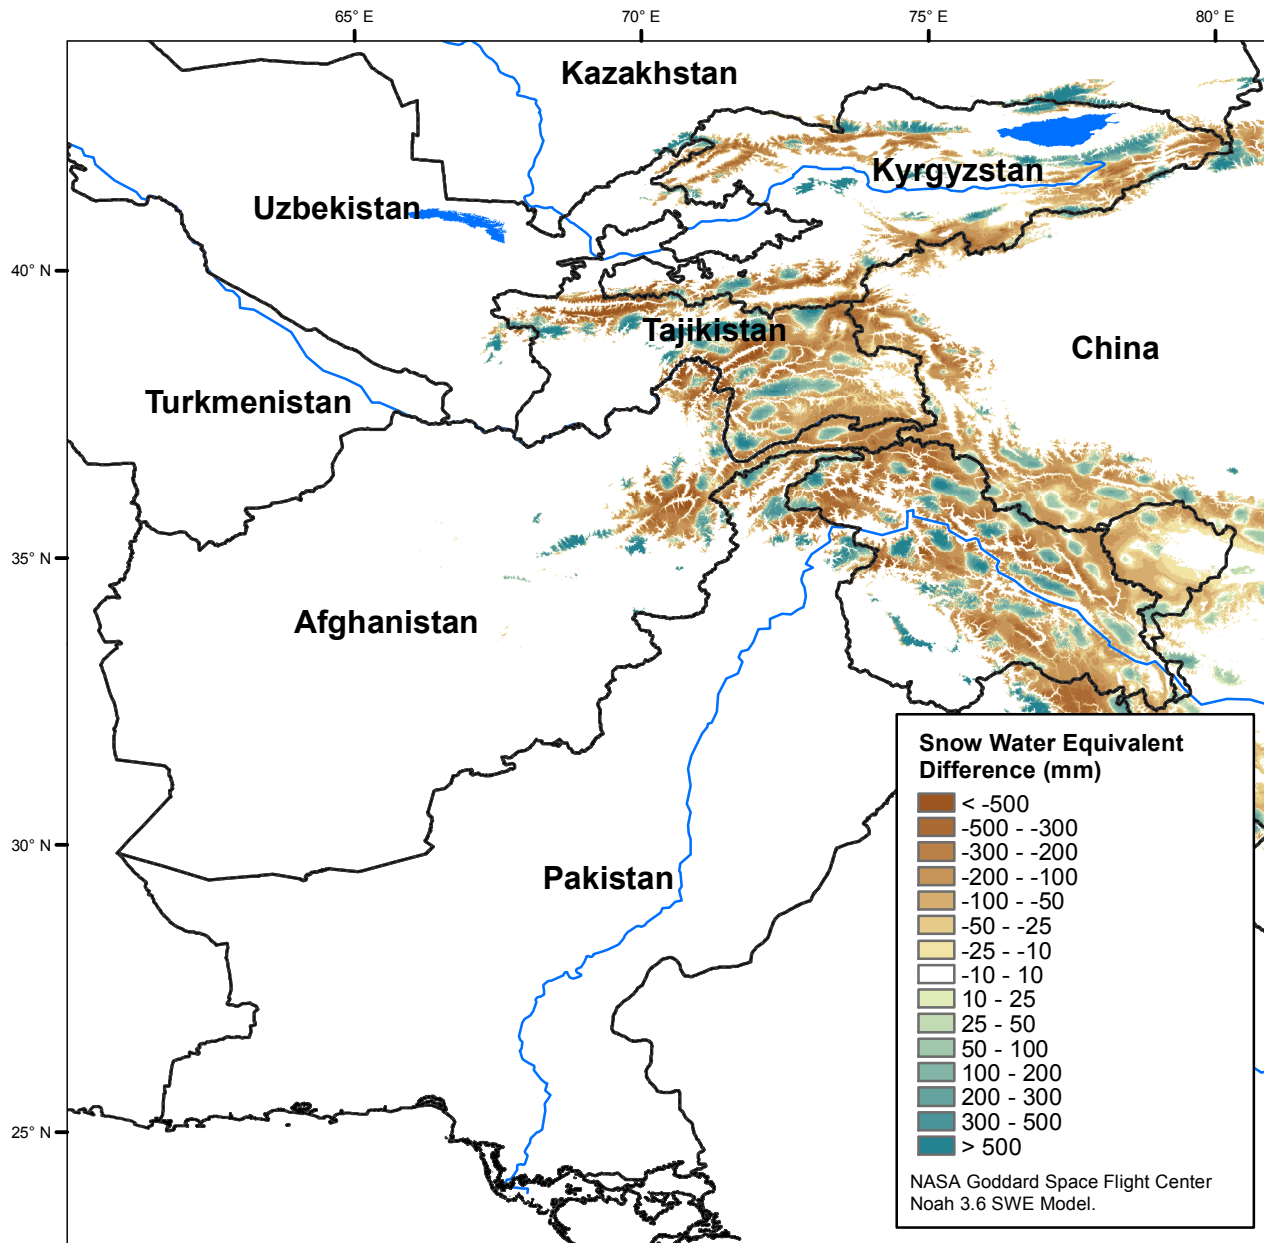 65° E
70° E
75° E
80° E
Kazakhstan
Kyrgyzstan
Uzbekistan
40° N
Tajikistan
China
Turkmenistan
35° N
Afghanistan
Snow Water Equivalent
Difference (mm)
< -500
-500 - -300
-300 - -200
-200 - -100
-100 - -50
-50 - -25
-25 - -10
-10 - 10
10 - 25
25 - 50
50 - 100
100 - 200
200 - 300
300 - 500
> 500
NASA Goddard Space Flight Center
Noah 3.6 SWE Model.
30° N
Pakistan
25° N